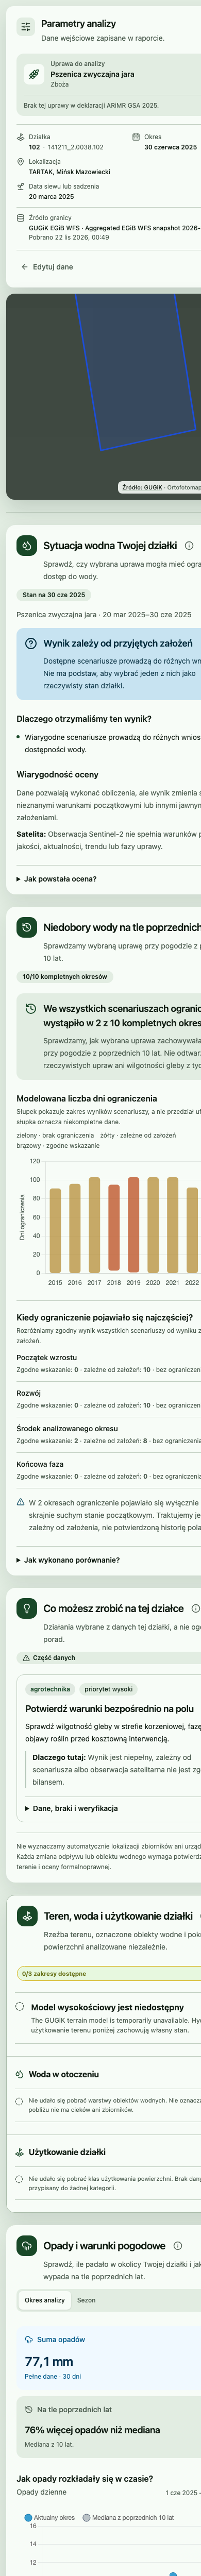 Parametry analizy
Dane wejściowe zapisane w raporcie.
Uprawa do analizy
Pszenica zwyczajna jara
Zboża
Brak tej uprawy w deklaracji ARiMR GSA 2025.
Działka
102 · 141211_2.0038.102
Okres
30 czerwca 2025
Lokalizacja
TARTAK, Mińsk Mazowiecki
Data siewu lub sadzenia
20 marca 2025
Źródło granicy
GUGiK EGiB WFS · Aggregated EGiB WFS snapshot 2026-
Pobrano 22 lis 2026, 00:49
← Edytuj dane
Źródło: GUGiK · Ortofotomap
Sytuacja wodna Twojej działki
Sprawdź, czy wybrana uprawa mogła mieć ogra
dostęp do wody.
Stan na 30 cze 2025
Pszenica zwyczajna jara · 20 mar 2025–30 cze 2025
Wynik zależy od przyjętych założeń
Dostępne scenariusze prowadzą do różnych wn
Nie ma podstaw, aby wybrać jeden z nich jako
rzeczywisty stan działki.
Dlaczego otrzymaliśmy ten wynik?
Wiarygodne scenariusze prowadzą do różnych wnios
dostępności wody.
Wiarygodność oceny
Dane pozwalają wykonać obliczenia, ale wynik zmienia s
nieznanymi warunkami początkowymi lub innymi jawnym
założeniami.
Satelita: Obserwacja Sentinel-2 nie spełnia warunków p
jakości, aktualności, trendu lub fazy uprawy.
Jak powstała ocena?
Niedobory wody na tle poprzednich
Sprawdzamy wybraną uprawę przy pogodzie z p
10 lat.
10/10 kompletnych okresów
We wszystkich scenariuszach ogranic
wystąpiło w 2 z 10 kompletnych okres
Sprawdzamy, jak wybrana uprawa zachowywała
przy pogodzie z poprzednich 10 lat. Nie odtwar
rzeczywistych upraw ani wilgotności gleby z tyc
Modelowana liczba dni ograniczenia
Słupek pokazuje zakres wyników scenariuszy, a nie przedział uf
słupka oznacza niekompletne dane.
zielony · brak ograniczenia żółty · zależne od założeń
brązowy · zgodne wskazanie
Dni ograniczenia
120
100
80
60
40
20
0
2015 2016 2017 2018 2019 2020 2021 2022
Kiedy ograniczenie pojawiało się najczęściej?
Rozróżniamy zgodny wynik wszystkich scenariuszy od wyniku z
założeń.
Początek wzrostu
Zgodne wskazania: 0 · zależne od założeń: 10 · bez ograniczen
Rozwój
Zgodne wskazania: 0 · zależne od założeń: 10 · bez ograniczen
Środek analizowanego okresu
Zgodne wskazania: 2 · zależne od założeń: 8 · bez ograniczenia
Końcowa faza
Zgodne wskazania: 0 · zależne od założeń: 0 · bez ograniczenia
W 2 okresach ograniczenie pojawiało się wyłącznie
skrajnie suchym stanie początkowym. Traktujemy je
zależny od założenia, nie potwierdzoną historię pola
Jak wykonano porównanie?
Co możesz zrobić na tej działce
Działania wybrane z danych tej działki, a nie ogó
porad.
Część danych
agrotechnika
priorytet wysoki
Potwierdź warunki bezpośrednio na polu
Sprawdź wilgotność gleby w strefie korzeniowej, fazę
objawy roślin przed kosztowną interwencją.
Dlaczego tutaj: Wynik jest niepełny, zależny od
scenariusza albo obserwacja satelitarna nie jest zg
bilansem.
Dane, braki i weryfikacja
Nie wyznaczamy automatycznie lokalizacji zbiorników ani urząd
Każda zmiana odpływu lub obiektu wodnego wymaga potwierdz
terenie i oceny formalnoprawnej.
Teren, woda i użytkowanie działki
Rzeźba terenu, oznaczone obiekty wodne i pok
powierzchni analizowane niezależnie.
0/3 zakresy dostępne
Model wysokościowy jest niedostępny
The GUGiK terrain model is temporarily unavailable. Hy
użytkowanie terenu poniżej zachowują własny stan.
Woda w otoczeniu
Nie udało się pobrać warstwy obiektów wodnych. Nie oznacza
pobliżu nie ma cieków ani zbiorników.
Użytkowanie działki
Nie udało się pobrać klas użytkowania powierzchni. Brak dany
przypisany do żadnej kategorii.
Opady i warunki pogodowe
Sprawdź, ile padało w okolicy Twojej działki i jak
wypada na tle poprzednich lat.
Okres analizy
Sezon
Suma opadów
77,1 mm
Pełne dane · 30 dni
Na tle poprzednich lat
76% więcej opadów niż mediana
Mediana z 10 lat.
Jak opady rozkładały się w czasie?
Opady dzienne
1 cze 2025 -
Aktualny okres
Mediana z poprzednich 10 lat
16
14
12